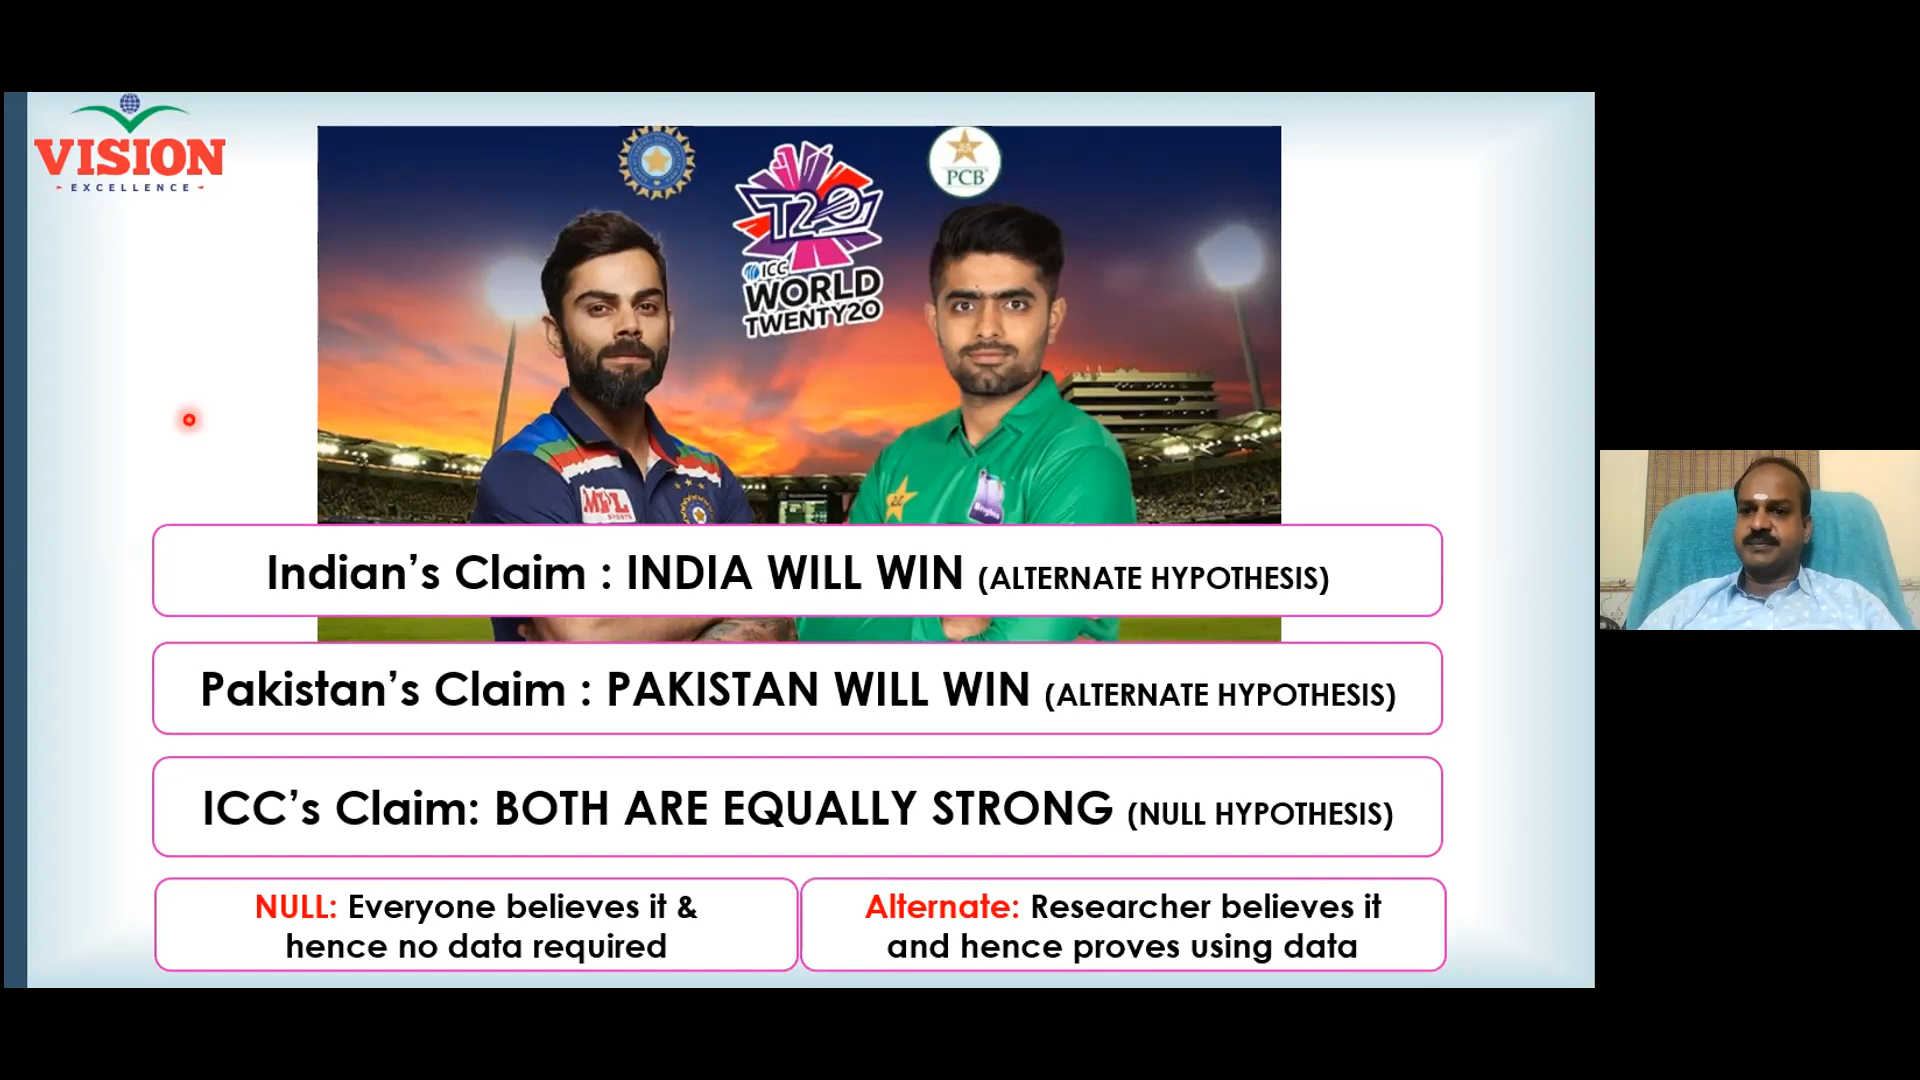 VISION
EXCELLENCE
PCB
T20
ICC
WORLD
TWENTY20
MPL
SPORTS
Indian’s Claim : INDIA WILL WIN (ALTERNATE HYPOTHESIS)
Pakistan’s Claim : PAKISTAN WILL WIN (ALTERNATE HYPOTHESIS)
ICC’s Claim: BOTH ARE EQUALLY STRONG (NULL HYPOTHESIS)
NULL: Everyone believes it &
hence no data required
Alternate: Researcher believes it
and hence proves using data